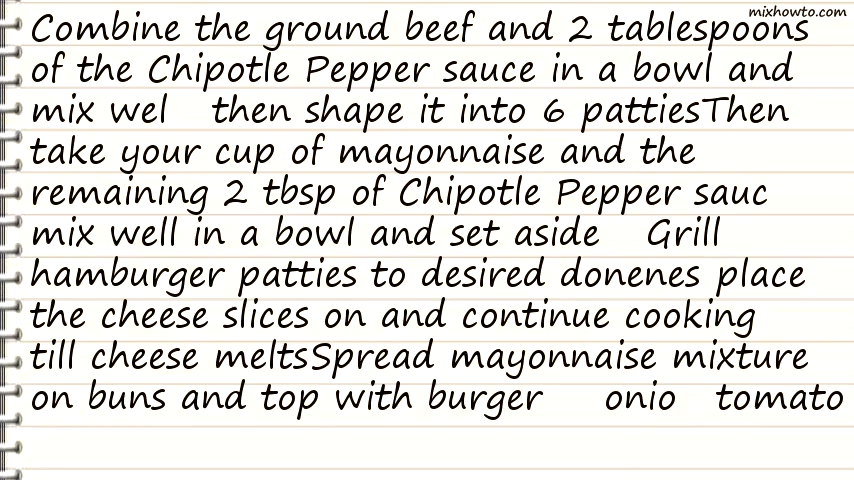 mixhowto.com
Combine the ground beef and 2 tablespoons
of the Chipotle Pepper sauce in a bowl and
mix wel then shape it into 6 pattiesThen
take your cup of mayonnaise and the
remaining 2 tbsp of Chipotle Pepper sauc
mix well in a bowl and set aside Grill
hamburger patties to desired donenes place
the cheese slices on and continue cooking
till cheese meltsSpread mayonnaise mixture
on buns and top with burger onio tomato